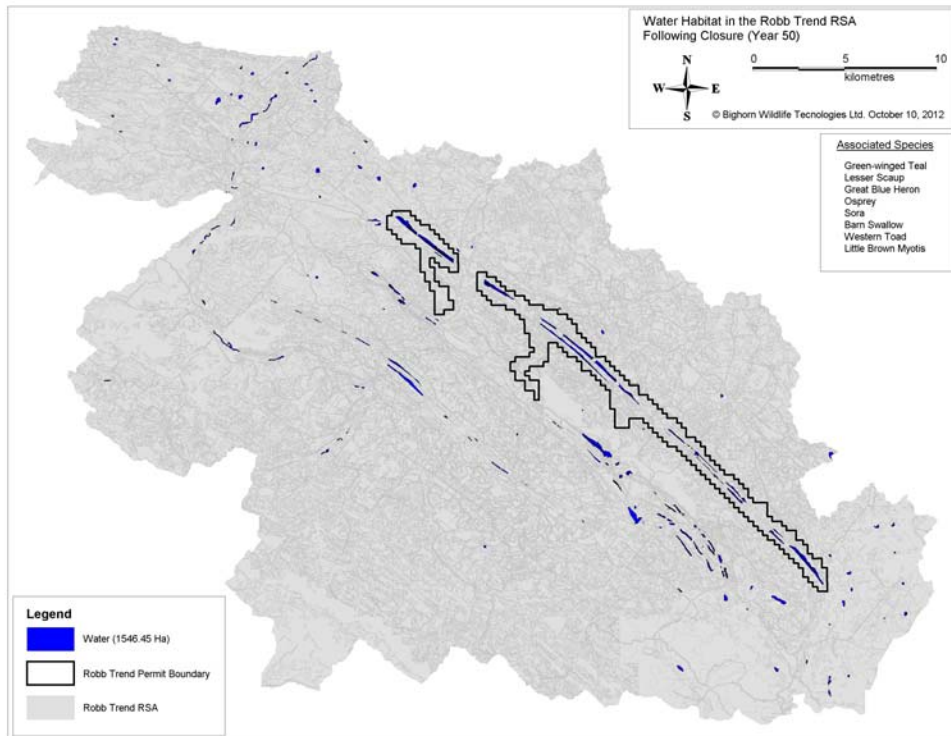 Water Habitat in the Robb Trend RSA
Following Closure (Year 50)
N
W E
S
0 5 10
kilometres
© Bighorn Wildlife Tecnologies Ltd. October 10, 2012
Associated Species
Green-winged Teal
Lesser Scaup
Great Blue Heron
Osprey
Sora
Barn Swallow
Western Toad
Little Brown Myotis
Legend
Water (1546.45 Ha)
Robb Trend Permit Boundary
Robb Trend RSA